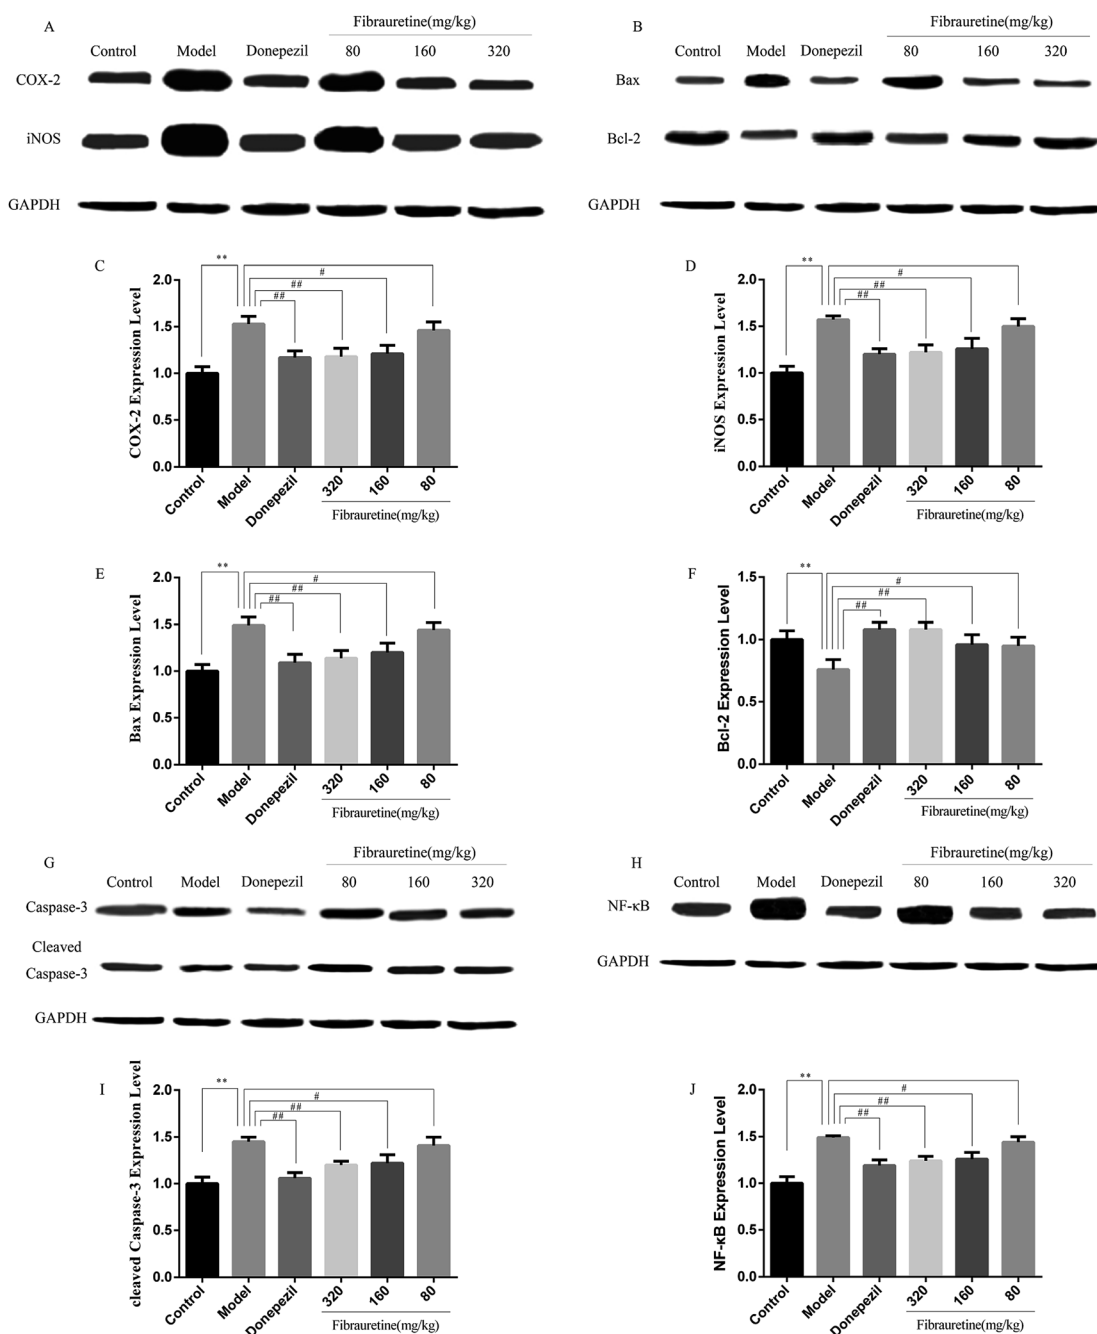 A
Fibrauretine(mg/kg)
Control Model Donepezil 80 160 320
COX-2
iNOS
GAPDH
B
Fibrauretine(mg/kg)
Control Model Donepezil 80 160 320
Bax
Bcl-2
GAPDH
C
COX-2 Expression Level
2.0
1.5
1.0
0.5
0.0
**
#
##
##
Control Model Donepezil 320 160 80
Fibrauretine(mg/kg)
D
iNOS Expression Level
2.0
1.5
1.0
0.5
0.0
**
#
##
##
Control Model Donepezil 320 160 80
Fibrauretine(mg/kg)
E
Bax Expression Level
2.0
1.5
1.0
0.5
0.0
**
#
##
##
Control Model Donepezil 320 160 80
Fibrauretine(mg/kg)
F
Bcl-2 Expression Level
1.5
1.0
0.5
0.0
**
#
##
##
Control Model Donepezil 320 160 80
Fibrauretine(mg/kg)
G
Fibrauretine(mg/kg)
Control Model Donepezil 80 160 320
Caspase-3
Cleaved
Caspase-3
GAPDH
H
Fibrauretine(mg/kg)
Control Model Donepezil 80 160 320
NF-κB
GAPDH
I
cleaved Caspase-3 Expression Level
2.0
1.5
1.0
0.5
0.0
**
#
##
##
Control Model Donepezil 320 160 80
Fibrauretine(mg/kg)
J
NF-κB Expression Level
2.0
1.5
1.0
0.5
0.0
**
#
##
##
Control Model Donepezil 320 160 80
Fibrauretine(mg/kg)